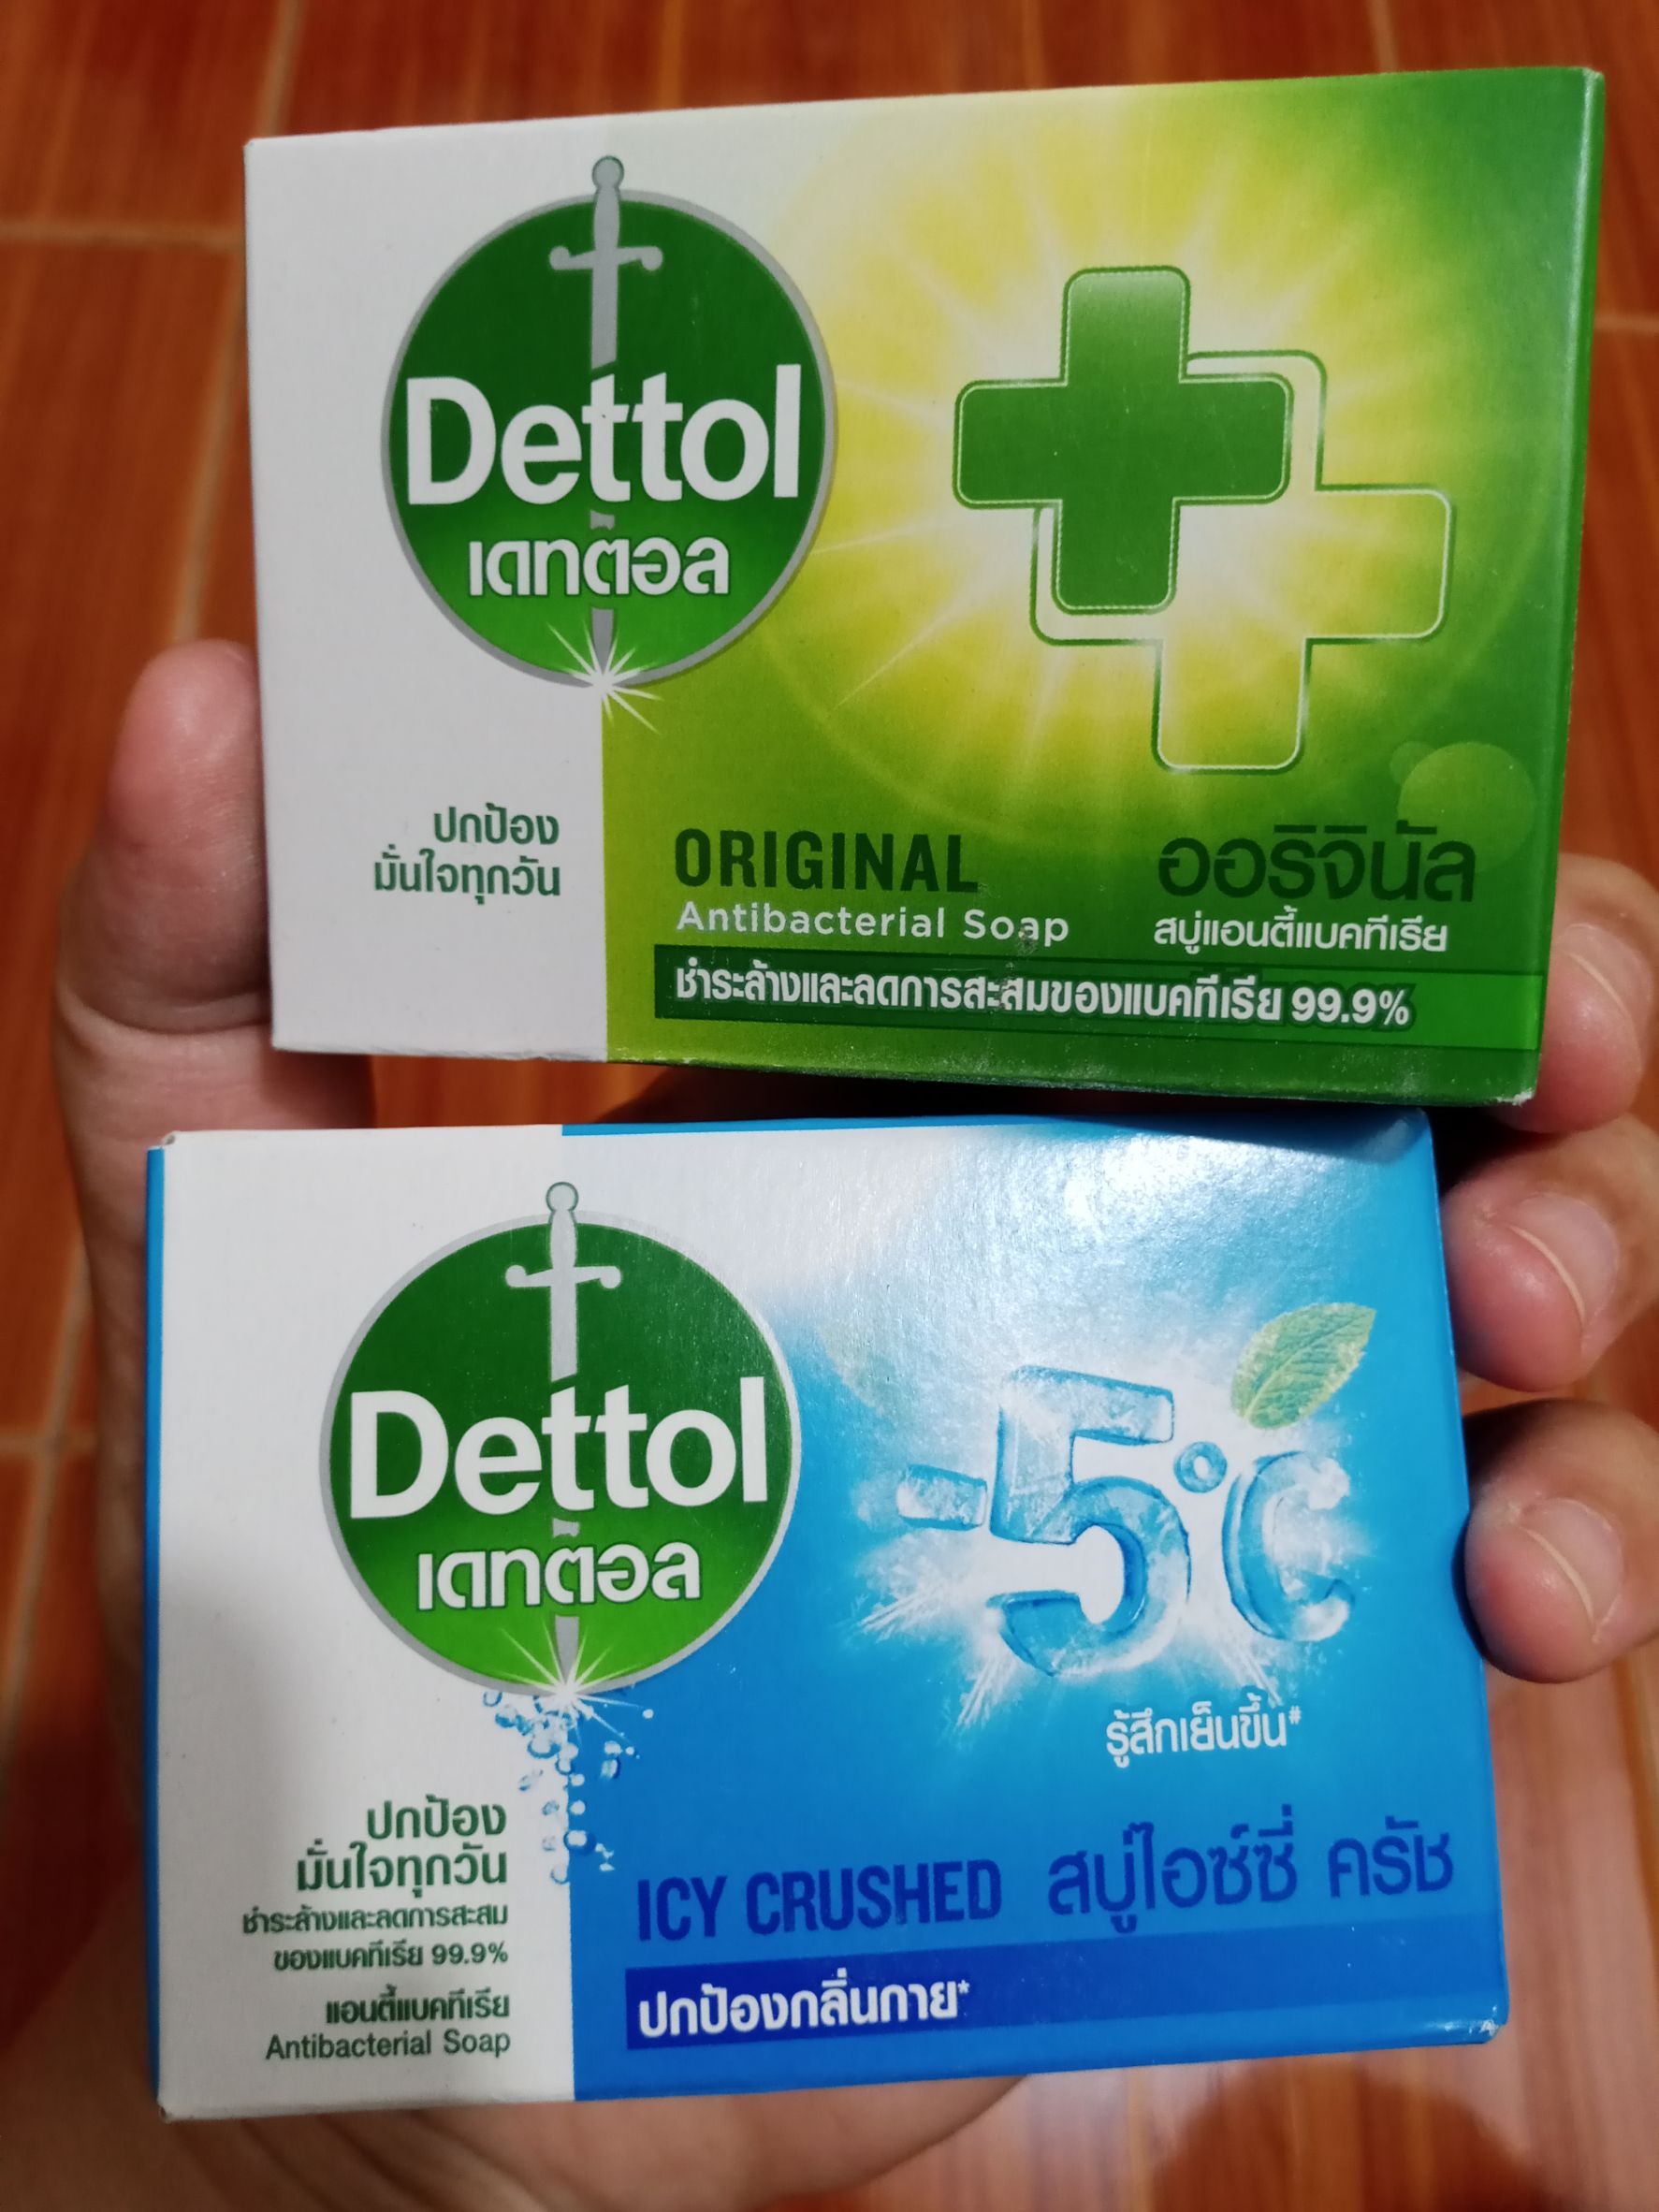 Dettol
เดทตอล
ปกป้อง
มั่นใจทุกวัน
ORIGINAL ออริจินัล
Antibacterial Soap สบู่แอนตี้แบคทีเรีย
ชำระล้างและลดการสะสมของแบคทีเรีย 99.9%
Dettol
เดทตอล
-5°C
รู้สึกเย็นขึ้น#
ปกป้อง
มั่นใจทุกวัน
ชำระล้างและลดการสะสม
ของแบคทีเรีย 99.9%
แอนตี้แบคทีเรีย
Antibacterial Soap
ICY CRUSHED สบู่ไอซ์ซี่ ครัช
ปกป้องกลิ่นกาย*